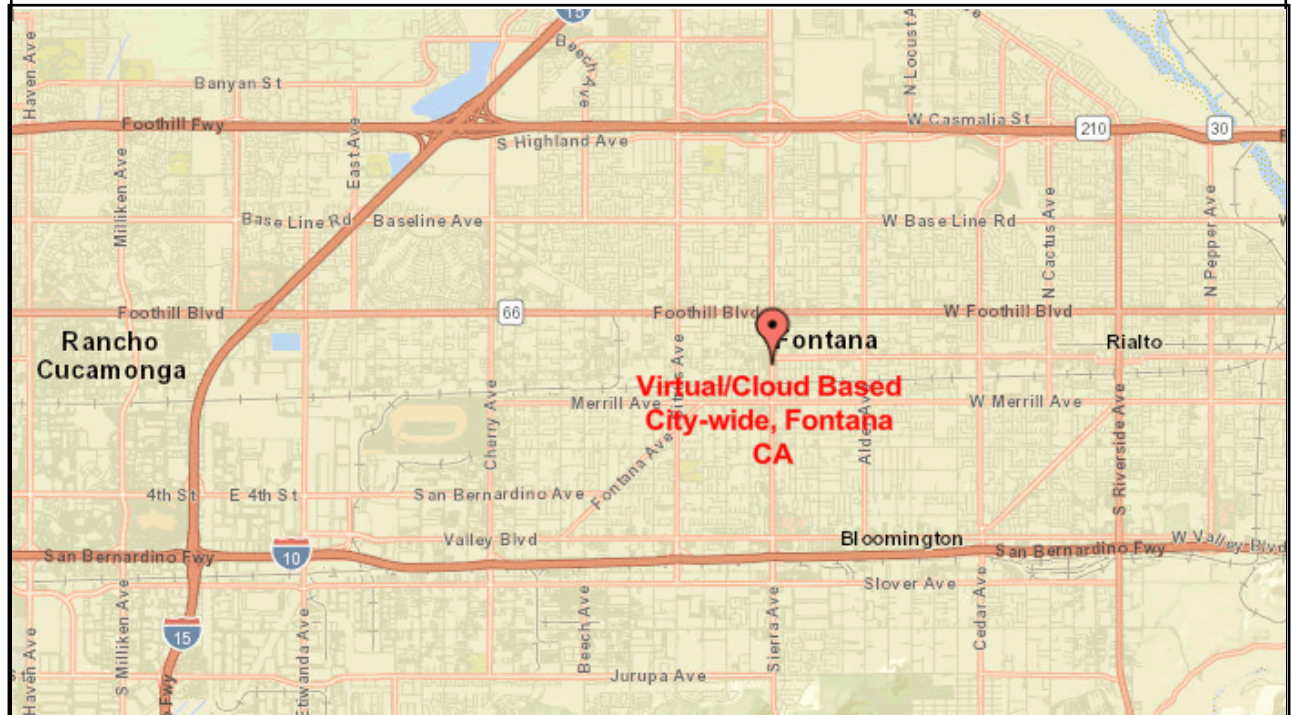 15
Beech Ave
Haven Ave
Banyan St
N Locust A
Foothill Fwy
W Casmalia St
210
30
S Highland Ave
East Ave
Milliken Ave
Base Line Rd
Baseline Ave
W Base Line Rd
N Cactus Ave
N Pepper Ave
Foothill Blvd
66
Foothill Blvd
W Foothill Blvd
Rancho
Cucamonga
Fontana
Rialto
Virtual/Cloud Based
City-wide, Fontana
CA
Merrill Ave
W Merrill Ave
Cherry Ave
Fontana Ave
S Riverside Ave
4th St
E 4th St
San Bernardino Ave
Valley Blvd
Bloomington
San Bernardino Fwy
10
San Bernardino Fwy
W Valley Blvd
Slover Ave
S Milliken Ave
Etiwanda Ave
Beech Ave
Sierra Ave
Cedar Ave
15
Haven Ave
Fwy
Jurupa Ave